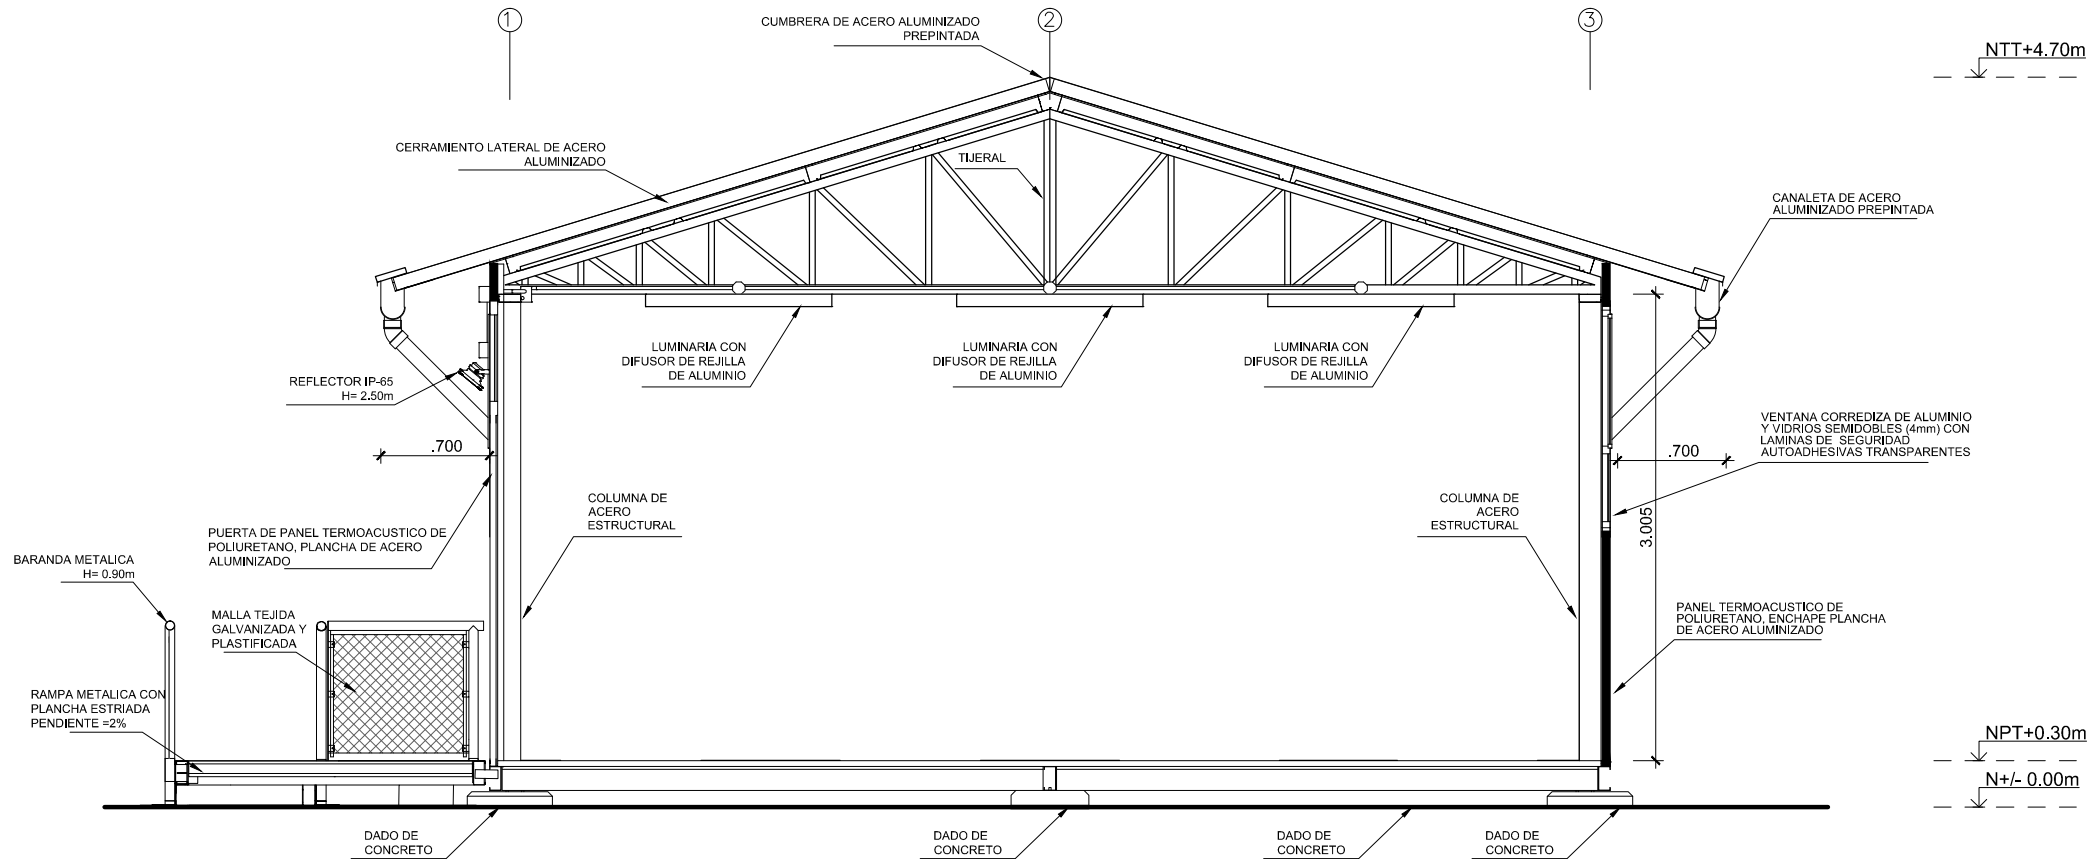 1
2
3
CUMBRERA DE ACERO ALUMINIZADO
PREPINTADA
NTT+4.70m
CERRAMIENTO LATERAL DE ACERO
ALUMINIZADO
TIJERAL
CANALETA DE ACERO
ALUMINIZADO PREPINTADA
LUMINARIA CON
DIFUSOR DE REJILLA
DE ALUMINIO
LUMINARIA CON
DIFUSOR DE REJILLA
DE ALUMINIO
LUMINARIA CON
DIFUSOR DE REJILLA
DE ALUMINIO
REFLECTOR IP-65
H= 2.50m
.700
VENTANA CORREDIZA DE ALUMINIO
Y VIDRIOS SEMIDOBLES (4mm) CON
LAMINAS DE SEGURIDAD
AUTOADHESIVAS TRANSPARENTES
.700
COLUMNA DE
ACERO
ESTRUCTURAL
COLUMNA DE
ACERO
ESTRUCTURAL
3.005
PUERTA DE PANEL TERMOACUSTICO DE
POLIURETANO, PLANCHA DE ACERO
ALUMINIZADO
BARANDA METALICA
H= 0.90m
MALLA TEJIDA
GALVANIZADA Y
PLASTIFICADA
PANEL TERMOACUSTICO DE
POLIURETANO, ENCHAPE PLANCHA
DE ACERO ALUMINIZADO
RAMPA METALICA CON
PLANCHA ESTRIADA
PENDIENTE =2%
NPT+0.30m
N+/- 0.00m
DADO DE
CONCRETO
DADO DE
CONCRETO
DADO DE
CONCRETO
DADO DE
CONCRETO